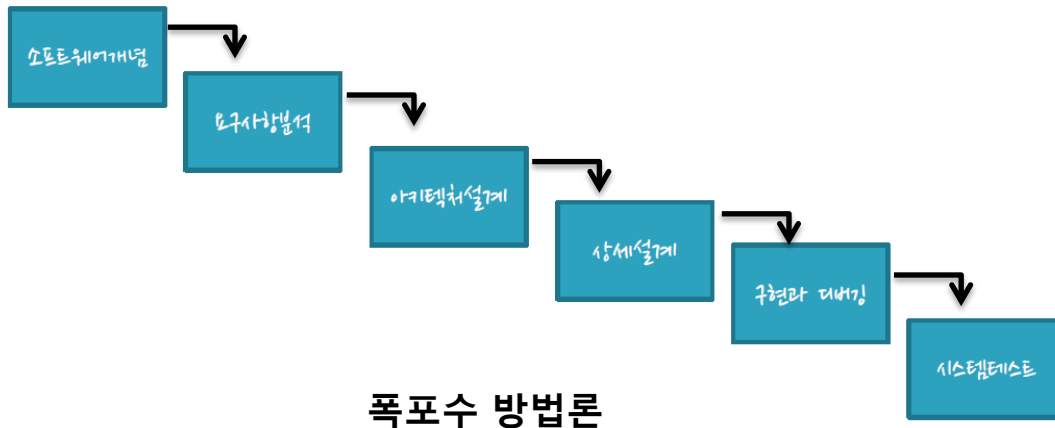 소프트웨어개념
요구사항분석
아키텍처설계
상세설계
구현과 디버깅
시스템테스트
폭포수 방법론